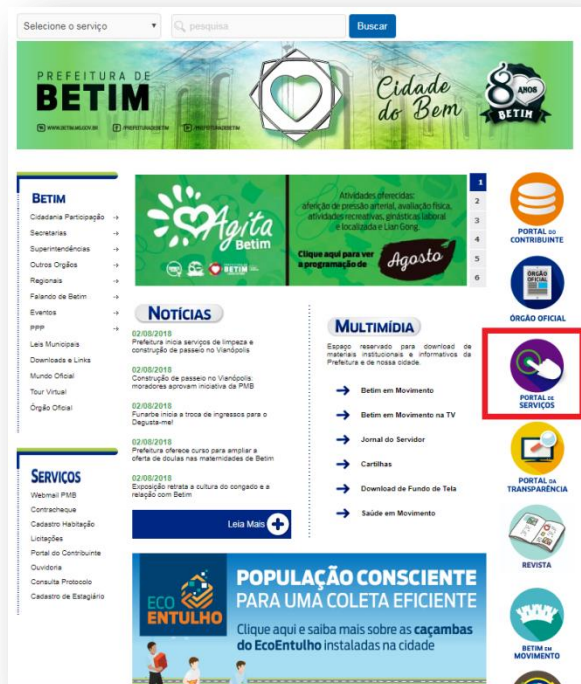 Selecione o serviço
pesquisa
Buscar
PREFEITURA DE
BETIM
WWW.BETIM.MG.GOV.BR
/PREFEITURADEBETIM
/PREFEITURABETIM
Cidade
do Bem
80 ANOS
BETIM
BETIM
Cidadania Participação
Secretarias
Superintendências
Outros Orgãos
Regionais
Falando de Betim
Eventos
PPP
Leis Municipais
Downloads e Links
Mundo Oficial
Tour Virtual
Órgão Oficial
SERVIÇOS
Webmail PMB
Contracheque
Cadastro Habitação
Licitações
Portal do Contribuinte
Ouvidoria
Consulta Protocolo
Cadastro de Estagiário
Agita
Betim
BETIM
Atividades oferecidas:
aferição de pressão arterial, avaliação física,
atividades recreativas, ginásticas laboral
e localizada e Lian Gong.
Clique aqui para ver
a programação de
Agosto
1
2
3
4
5
6
NOTÍCIAS
02/08/2018
Prefeitura inicia serviços de limpeza e
construção de passeio no Vianópolis
02/08/2018
Construção de passeio no Vianópolis:
moradores aprovam iniciativa da PMB
02/08/2018
Funarbe inicia a troca de ingressos para o
Degusta-me!
02/08/2018
Prefeitura oferece curso para ampliar a
oferta de doulas nas maternidades de Betim
02/08/2018
Exposição retrata a cultura do congado e a
relação com Betim
Leia Mais
MULTIMÍDIA
Espaço reservado para download de
materiais institucionais e informativos da
Prefeitura e de nossa cidade.
Betim em Movimento
Betim em Movimento na TV
Jornal do Servidor
Cartilhas
Download de Fundo de Tela
Saúde em Movimento
ECO
ENTULHO
POPULAÇÃO CONSCIENTE
PARA UMA COLETA EFICIENTE
Clique aqui e saiba mais sobre as caçambas
do EcoEntulho instaladas na cidade
PORTAL DO
CONTRIBUINTE
ÓRGÃO
OFICIAL
ÓRGÃO OFICIAL
PORTAL DE
SERVIÇOS
PORTAL DA
TRANSPARÊNCIA
REVISTA
BETIM EM
MOVIMENTO